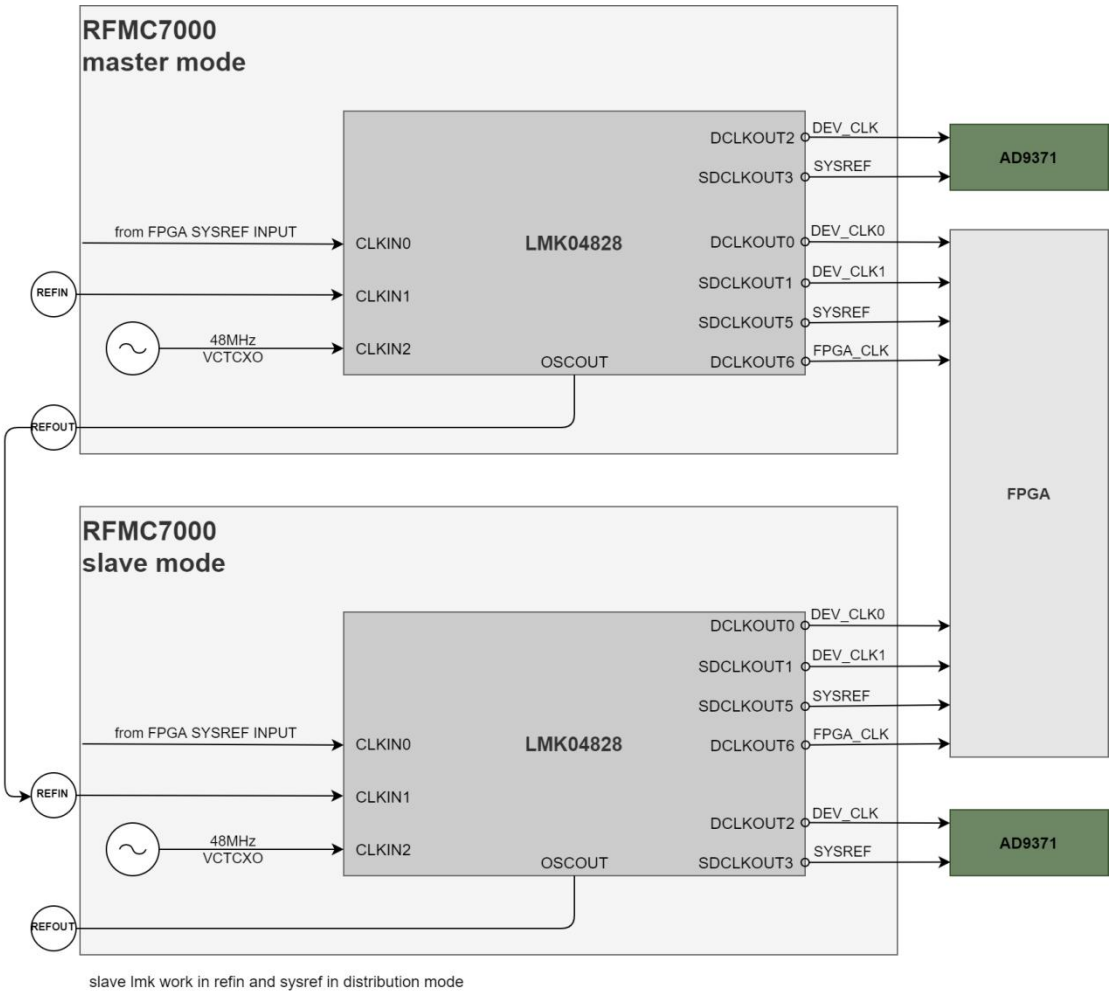 RFMC7000
master mode
DCLKOUT2
DEV_CLK
SDCLKOUT3
SYSREF
AD9371
from FPGA SYSREF INPUT
CLKIN0
LMK04828
DCLKOUT0
DEV_CLK0
REFIN
CLKIN1
SDCLKOUT1
DEV_CLK1
SDCLKOUT5
SYSREF
48MHz
VCTCXO
CLKIN2
OSCOUT
DCLKOUT6
FPGA_CLK
REFOUT
FPGA
RFMC7000
slave mode
DCLKOUT0
DEV_CLK0
SDCLKOUT1
DEV_CLK1
SDCLKOUT5
SYSREF
from FPGA SYSREF INPUT
CLKIN0
LMK04828
DCLKOUT6
FPGA_CLK
REFIN
CLKIN1
48MHz
VCTCXO
CLKIN2
DCLKOUT2
DEV_CLK
AD9371
OSCOUT
SDCLKOUT3
SYSREF
REFOUT
slave lmk work in refin and sysref in distribution mode